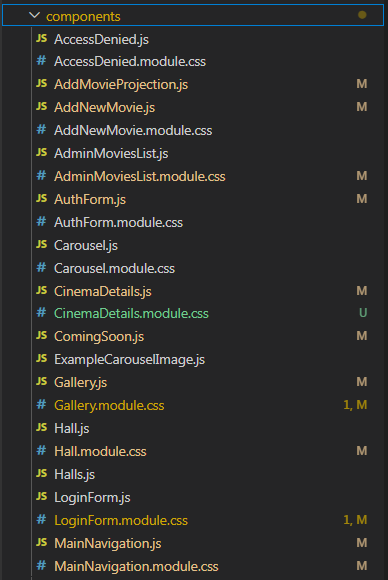 components
JS AccessDenied.js
# AccessDenied.module.css
JS AddMovieProjection.js M
JS AddNewMovie.js M
# AddNewMovie.module.css
JS AdminMoviesList.js
# AdminMoviesList.module.css M
JS AuthForm.js M
# AuthForm.module.css
JS Carousel.js
# Carousel.module.css
JS CinemaDetails.js M
# CinemaDetails.module.css U
JS ComingSoon.js M
JS ExampleCarouselImage.js
JS Gallery.js M
# Gallery.module.css 1, M
JS Hall.js
# Hall.module.css M
JS Halls.js
JS LoginForm.js
# LoginForm.module.css 1, M
JS MainNavigation.js M
# MainNavigation.module.css M